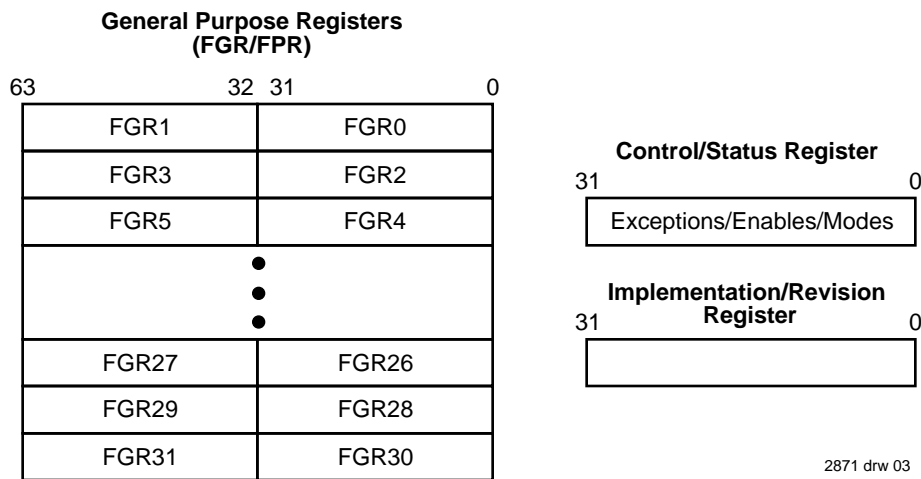 General Purpose Registers
(FGR/FPR)
63 32 31 0
FGR1 FGR0
FGR3 FGR2
FGR5 FGR4
FGR27 FGR26
FGR29 FGR28
FGR31 FGR30
Control/Status Register
31 0
Exceptions/Enables/Modes
Implementation/Revision
Register
31 0
2871 drw 03